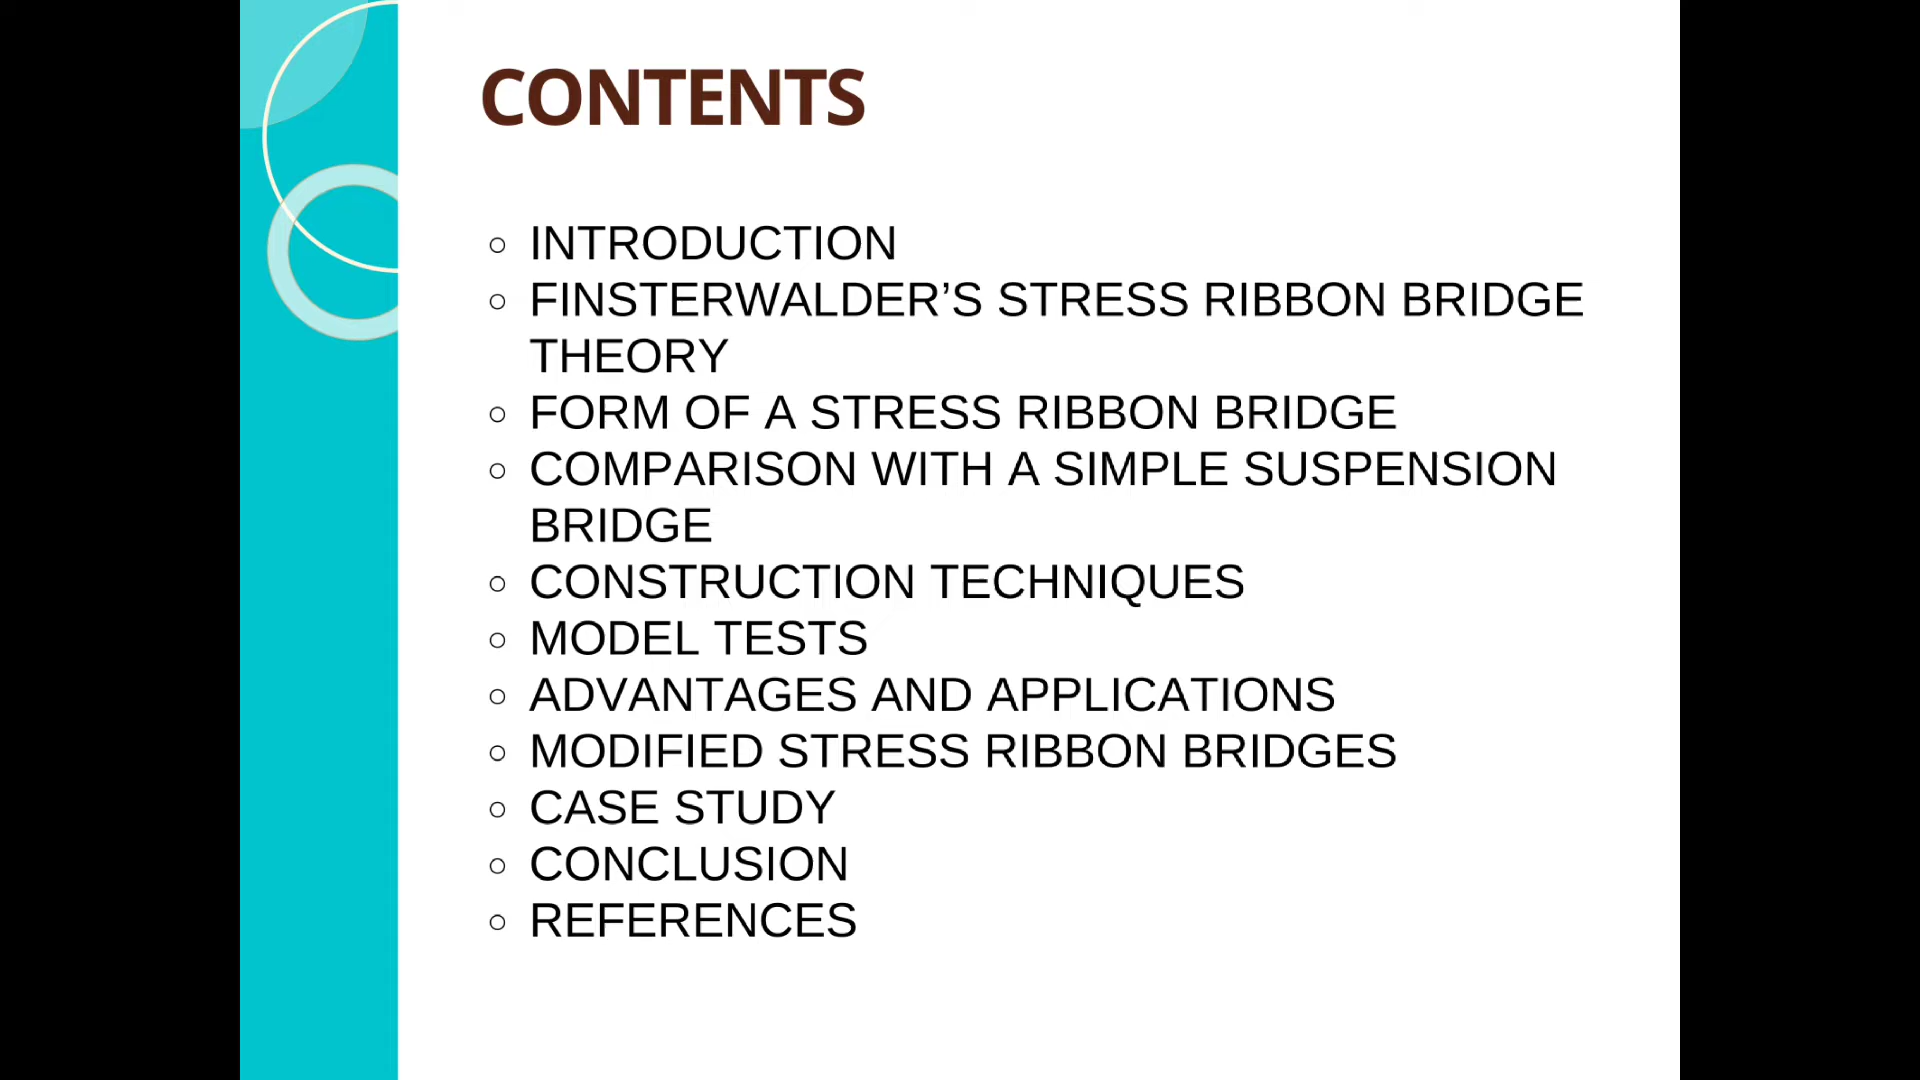 CONTENTS
INTRODUCTION
FINSTERWALDER’S STRESS RIBBON BRIDGE
THEORY
FORM OF A STRESS RIBBON BRIDGE
COMPARISON WITH A SIMPLE SUSPENSION
BRIDGE
CONSTRUCTION TECHNIQUES
MODEL TESTS
ADVANTAGES AND APPLICATIONS
MODIFIED STRESS RIBBON BRIDGES
CASE STUDY
CONCLUSION
REFERENCES